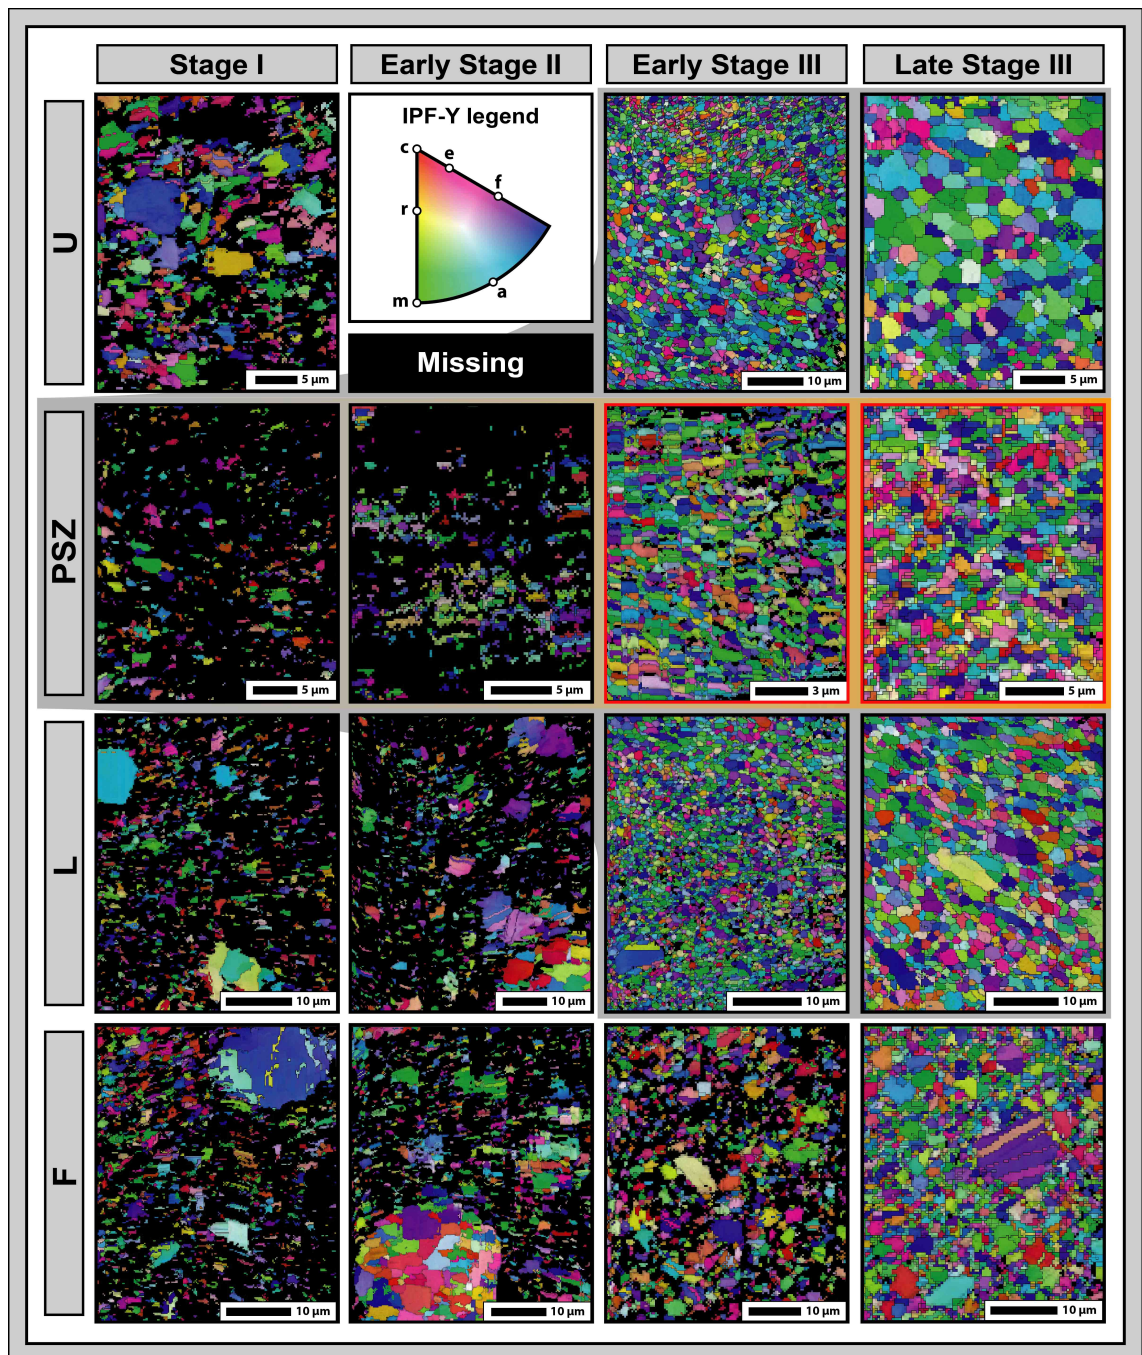 Stage I
Early Stage II
Early Stage III
Late Stage III
U
5 µm
IPF-Y legend
c
e
f
r
m
a
Missing
10 µm
5 µm
PSZ
5 µm
5 µm
3 µm
5 µm
L
10 µm
10 µm
10 µm
10 µm
F
10 µm
10 µm
10 µm
10 µm